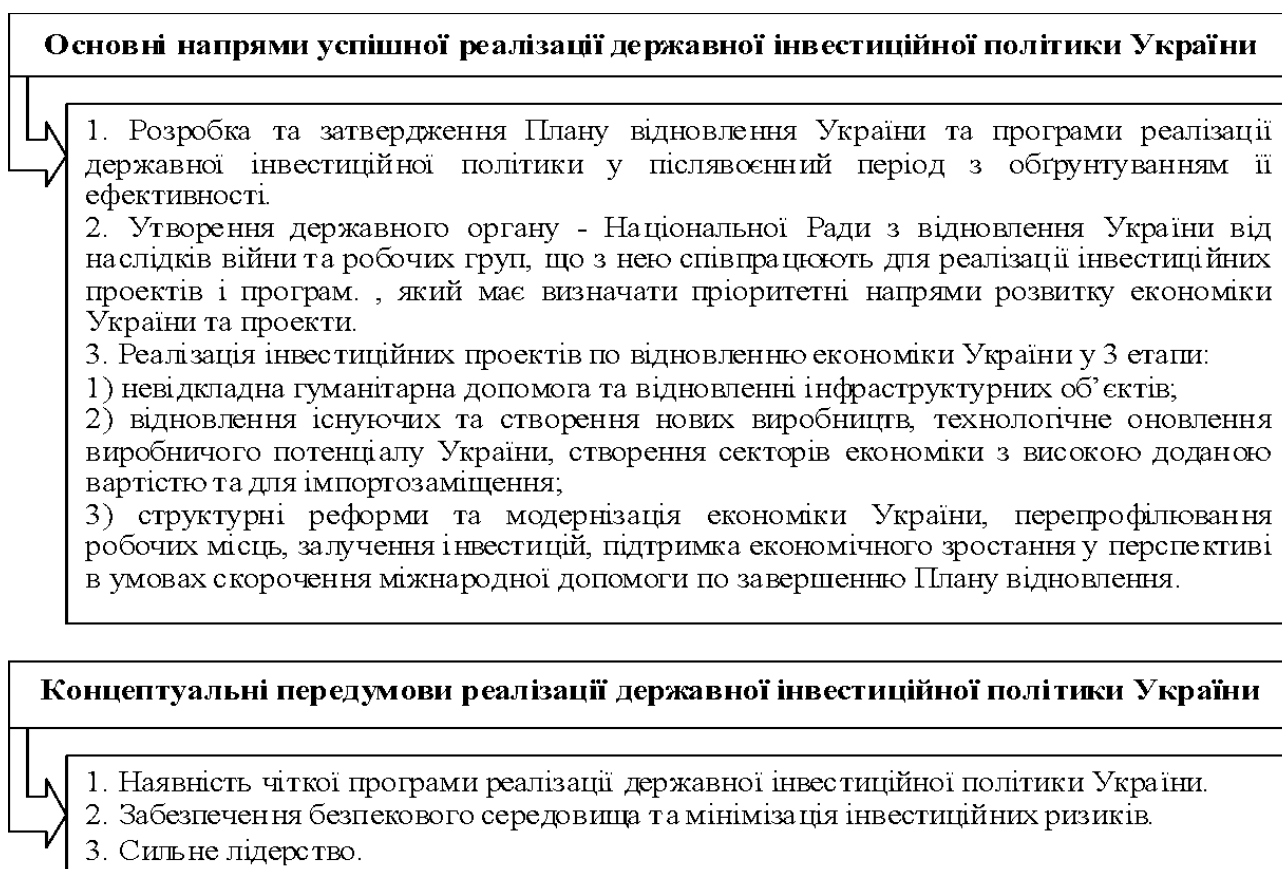 Основні напрями успішної реалізації державної інвестиційної політики України
1. Розробка та затвердження Плану відновлення України та програми реалізації
державної інвестиційної політики у післявоєнний період з обґрунтуванням її
ефективності.
2. Утворення державного органу - Національної Ради з відновлення України від
наслідків війни та робочих груп, що з нею співпрацюють для реалізації інвестиційних
проектів і програм. , який має визначати пріоритетні напрями розвитку економіки
України та проекти.
3. Реалізація інвестиційних проектів по відновленню економіки України у 3 етапи:
1) невідкладна гуманітарна допомога та відновленні інфраструктурних об’єктів;
2) відновлення існуючих та створення нових виробництв, технологічне оновлення
виробничого потенціалу України, створення секторів економіки з високою доданою
вартістю та для імпортозаміщення;
3) структурні реформи та модернізація економіки України, перепрофілювання
робочих місць, залучення інвестицій, підтримка економічного зростання у перспективі
в умовах скорочення міжнародної допомоги по завершенню Плану відновлення.
Концептуальні передумови реалізації державної інвестиційної політики України
1. Наявність чіткої програми реалізації державної інвестиційної політики України.
2. Забезпечення безпекового середовища та мінімізація інвестиційних ризиків.
3. Сильне лідерство.